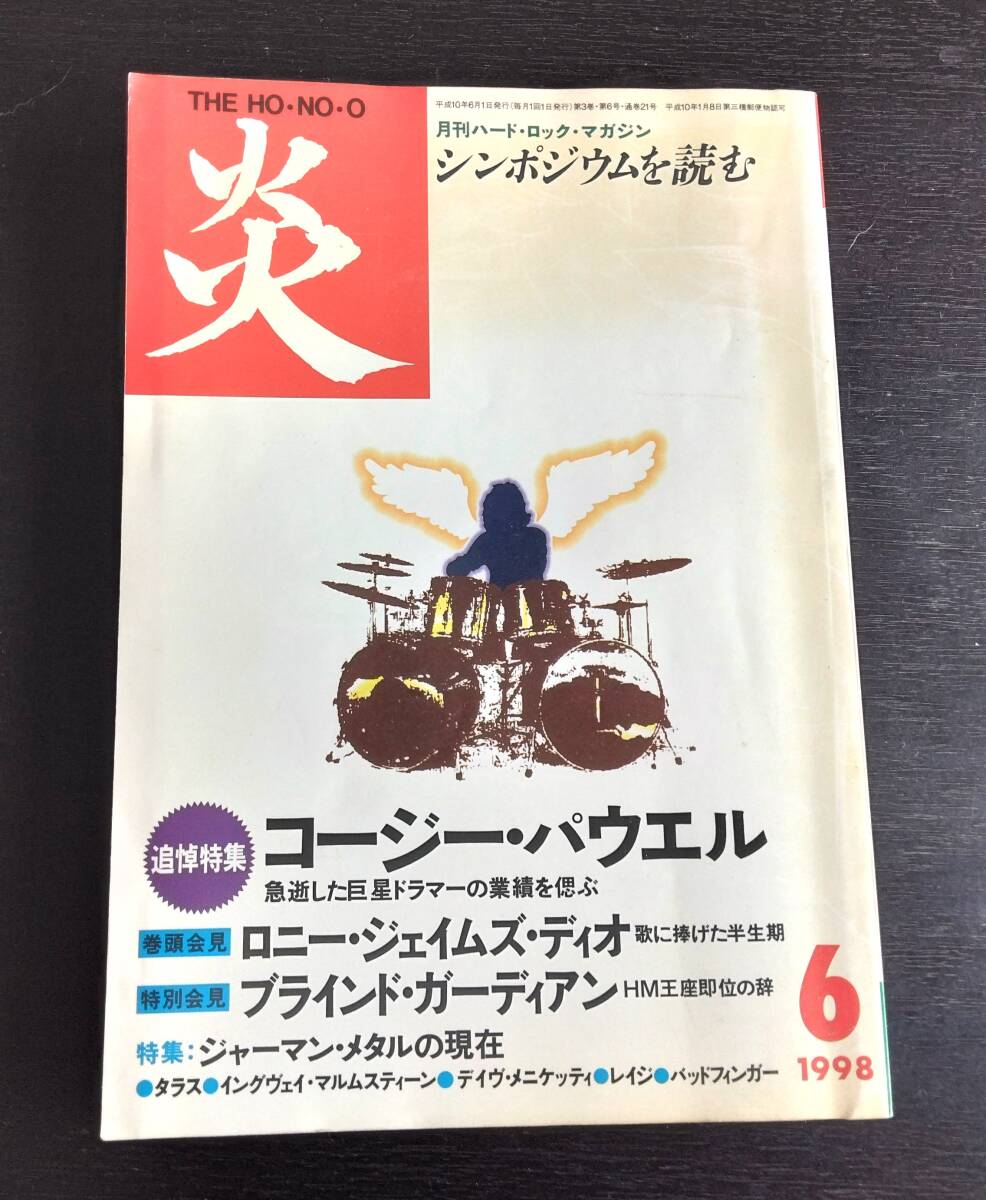 THE HO・NO・O
炎
平成10年6月1日発行(毎月1回1日発行)第3巻・第6号・通巻21号 平成10年1月8日第三種郵便物認可
月刊ハード・ロック・マガジン
シンポジウムを読む
追悼特集
コージー・パウエル
急逝した巨星ドラマーの業績を偲ぶ
巻頭会見 ロニー・ジェイムズ・ディオ 歌に捧げた半生期
特別会見 ブラインド・ガーディアン HM王座即位の辞
特集:ジャーマン・メタルの現在
●タラス●イングヴェイ・マルムスティーン●デイヴ・メニケッティ●レイジ●バッドフィンガー
6
1998